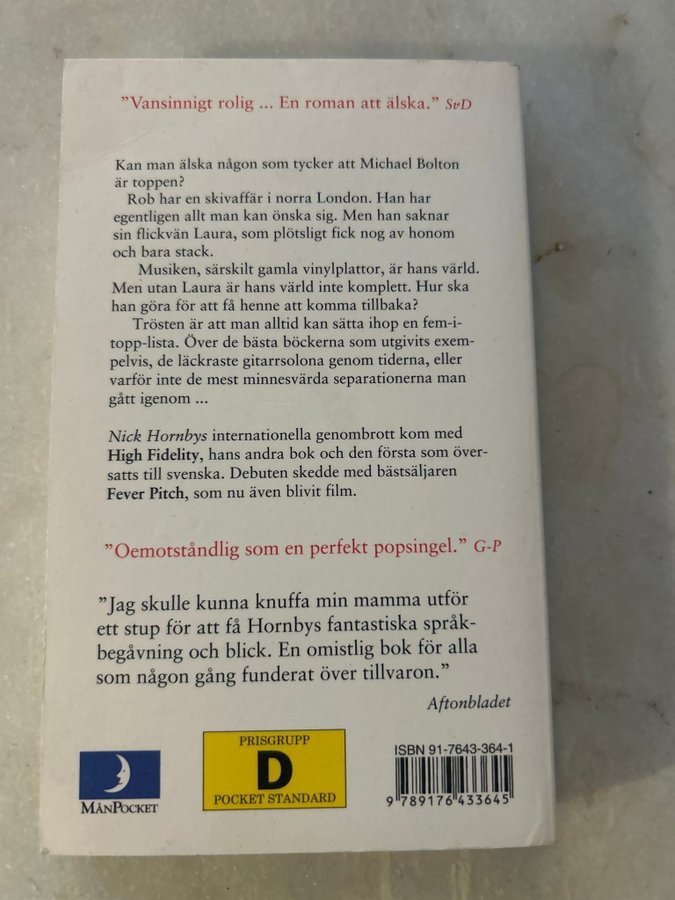 ”Vansinnigt rolig ... En roman att älska.” SvD
Kan man älska någon som tycker att Michael Bolton
är toppen?
Rob har en skivaffär i norra London. Han har
egentligen allt man kan önska sig. Men han saknar
sin flickvän Laura, som plötsligt fick nog av honom
och bara stack.
Musiken, särskilt gamla vinylplattor, är hans värld.
Men utan Laura är hans värld inte komplett. Hur ska
han göra för att få henne att komma tillbaka?
Trösten är att man alltid kan sätta ihop en fem-i-
topp-lista. Över de bästa böckerna som utgivits exem-
pelvis, de läckraste gitarrsolona genom tiderna, eller
varför inte de mest minnesvärda separationerna man
gått igenom ...
Nick Hornbys internationella genombrott kom med
High Fidelity, hans andra bok och den första som över-
satts till svenska. Debuten skedde med bästsäljaren
Fever Pitch, som nu även blivit film.
”Oemotståndlig som en perfekt popsingel.” G-P
”Jag skulle kunna knuffa min mamma utför
ett stup för att få Hornbys fantastiska språk-
begåvning och blick. En omistlig bok för alla
som någon gång funderat över tillvaron.”
Aftonbladet
MÅNPOCKET
PRISGRUPP
D
POCKET STANDARD
ISBN 91-7643-364-1
9 789176 433645